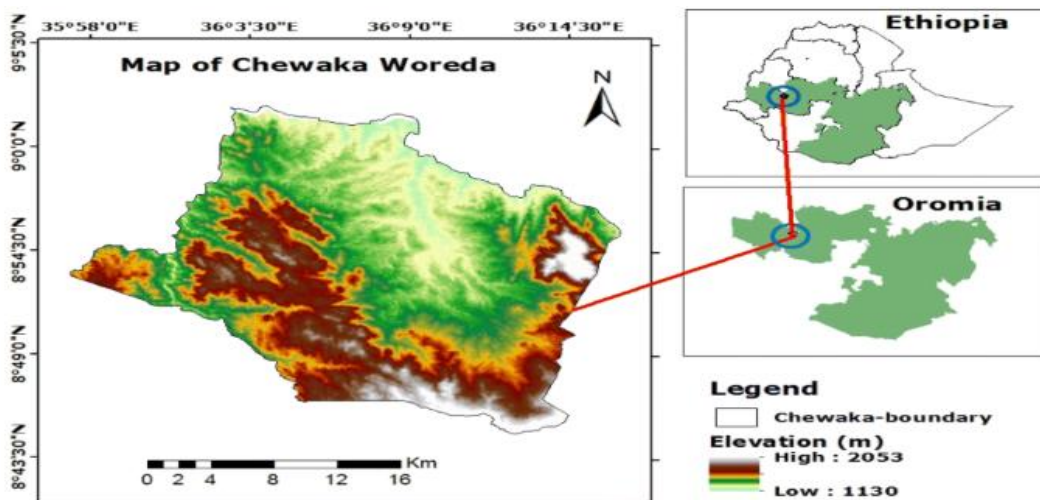 35°58'0"E 36°3'30"E 36°9'0"E 36°14'30"E
9°5'30"N
9°0'0"N
8°54'30"N
8°49'0"N
8°43'30"N
Map of Chewaka Woreda
N
0 2 4 8 12 16
Km
Ethiopia
Oromia
Legend
Chewaka-boundary
Elevation (m)
High : 2053
Low : 1130